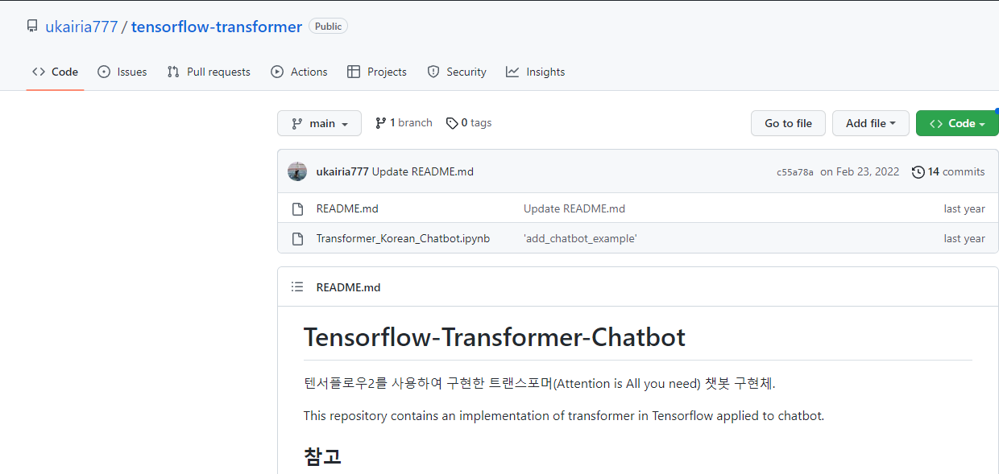 ukairia777 / tensorflow-transformer Public
Code Issues Pull requests Actions Projects Security Insights
main 1 branch 0 tags Go to file Add file Code
ukairia777 Update README.md c55a78a on Feb 23, 2022 14 commits
README.md Update README.md last year
Transformer_Korean_Chatbot.ipynb 'add_chatbot_example' last year
README.md
Tensorflow-Transformer-Chatbot
텐서플로우2를 사용하여 구현한 트랜스포머(Attention is All you need) 챗봇 구현체.
This repository contains an implementation of transformer in Tensorflow applied to chatbot.
참고